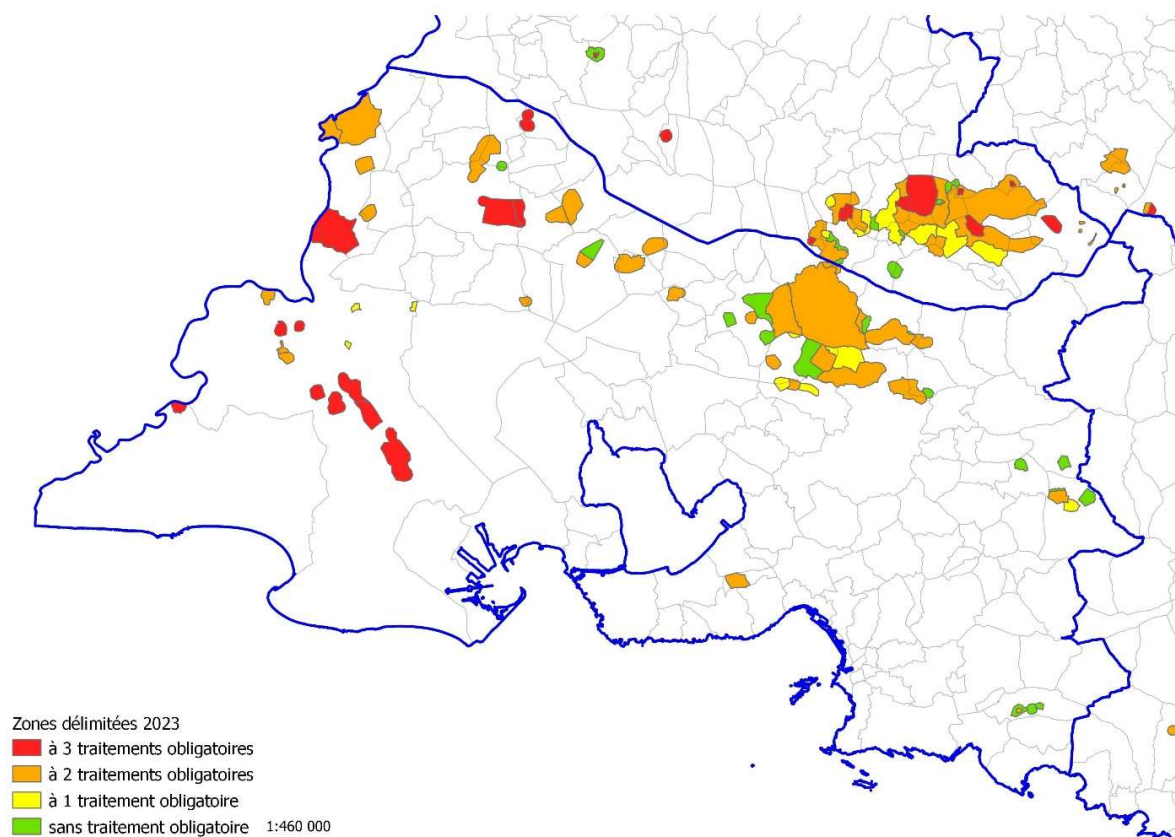 Zones délimitées 2023
à 3 traitements obligatoires
à 2 traitements obligatoires
à 1 traitement obligatoire
sans traitement obligatoire 1:460 000